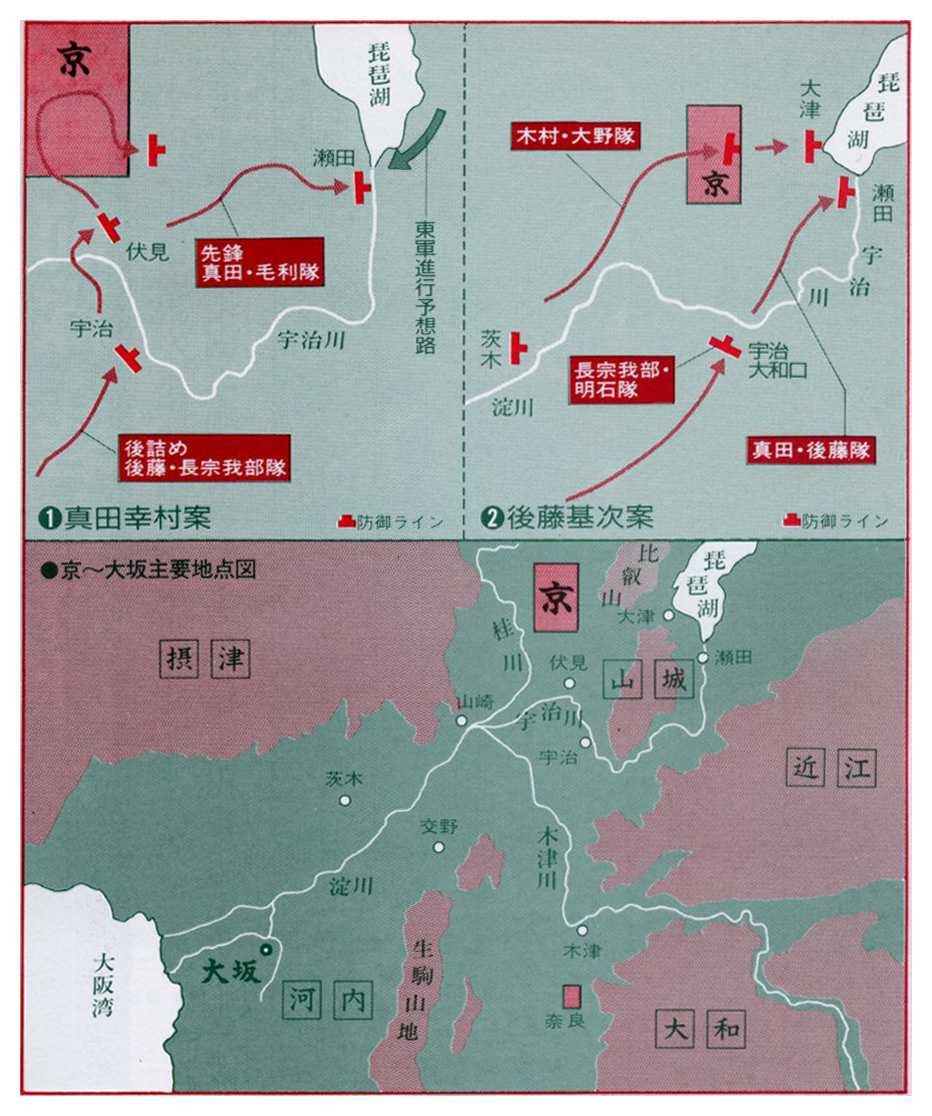 京
琵琶湖
瀬田
伏見
先鋒
真田・毛利隊
東軍進行予想路
宇治
宇治川
後詰め
後藤・長宗我部隊
❶真田幸村案
防御ライン
木村・大野隊
京
大津
琵琶湖
瀬田
宇治川
茨木
淀川
長宗我部・
明石隊
宇治
大和口
真田・後藤隊
❷後藤基次案
防御ライン
●京〜大坂主要地点図
摂津
京
比叡山
琵琶湖
大津
桂川
伏見
山城
瀬田
山崎
宇治川
宇治
近江
茨木
交野
木津川
淀川
大阪湾
大坂
河内
生駒山地
木津
奈良
大和